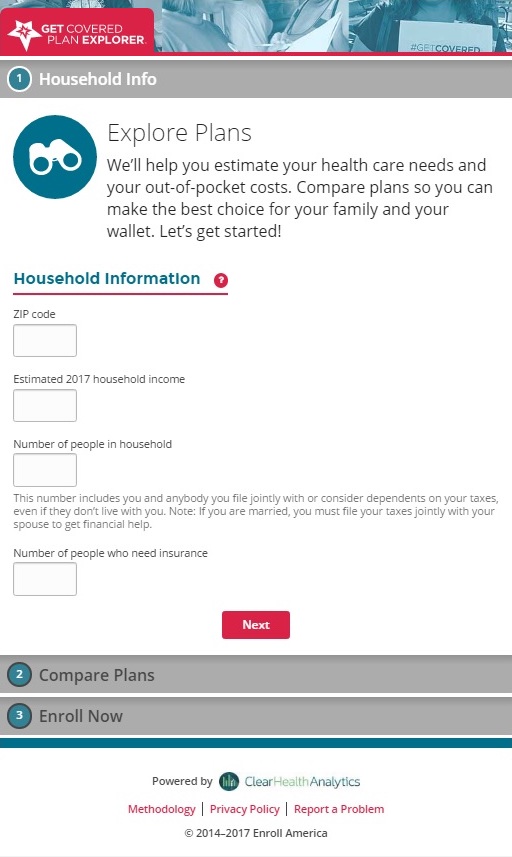 GET COVERED
PLAN EXPLORER.
#GETCOVERED
1 Household Info
Explore Plans
We'll help you estimate your health care needs and
your out-of-pocket costs. Compare plans so you can
make the best choice for your family and your
wallet. Let's get started!
Household Information ?
ZIP code
Estimated 2017 household income
Number of people in household
This number includes you and anybody you file jointly with or consider dependents on your taxes,
even if they don't live with you. Note: If you are married, you must file your taxes jointly with your
spouse to get financial help.
Number of people who need insurance
Next
2 Compare Plans
3 Enroll Now
Powered by ClearHealthAnalytics
Methodology | Privacy Policy | Report a Problem
© 2014–2017 Enroll America